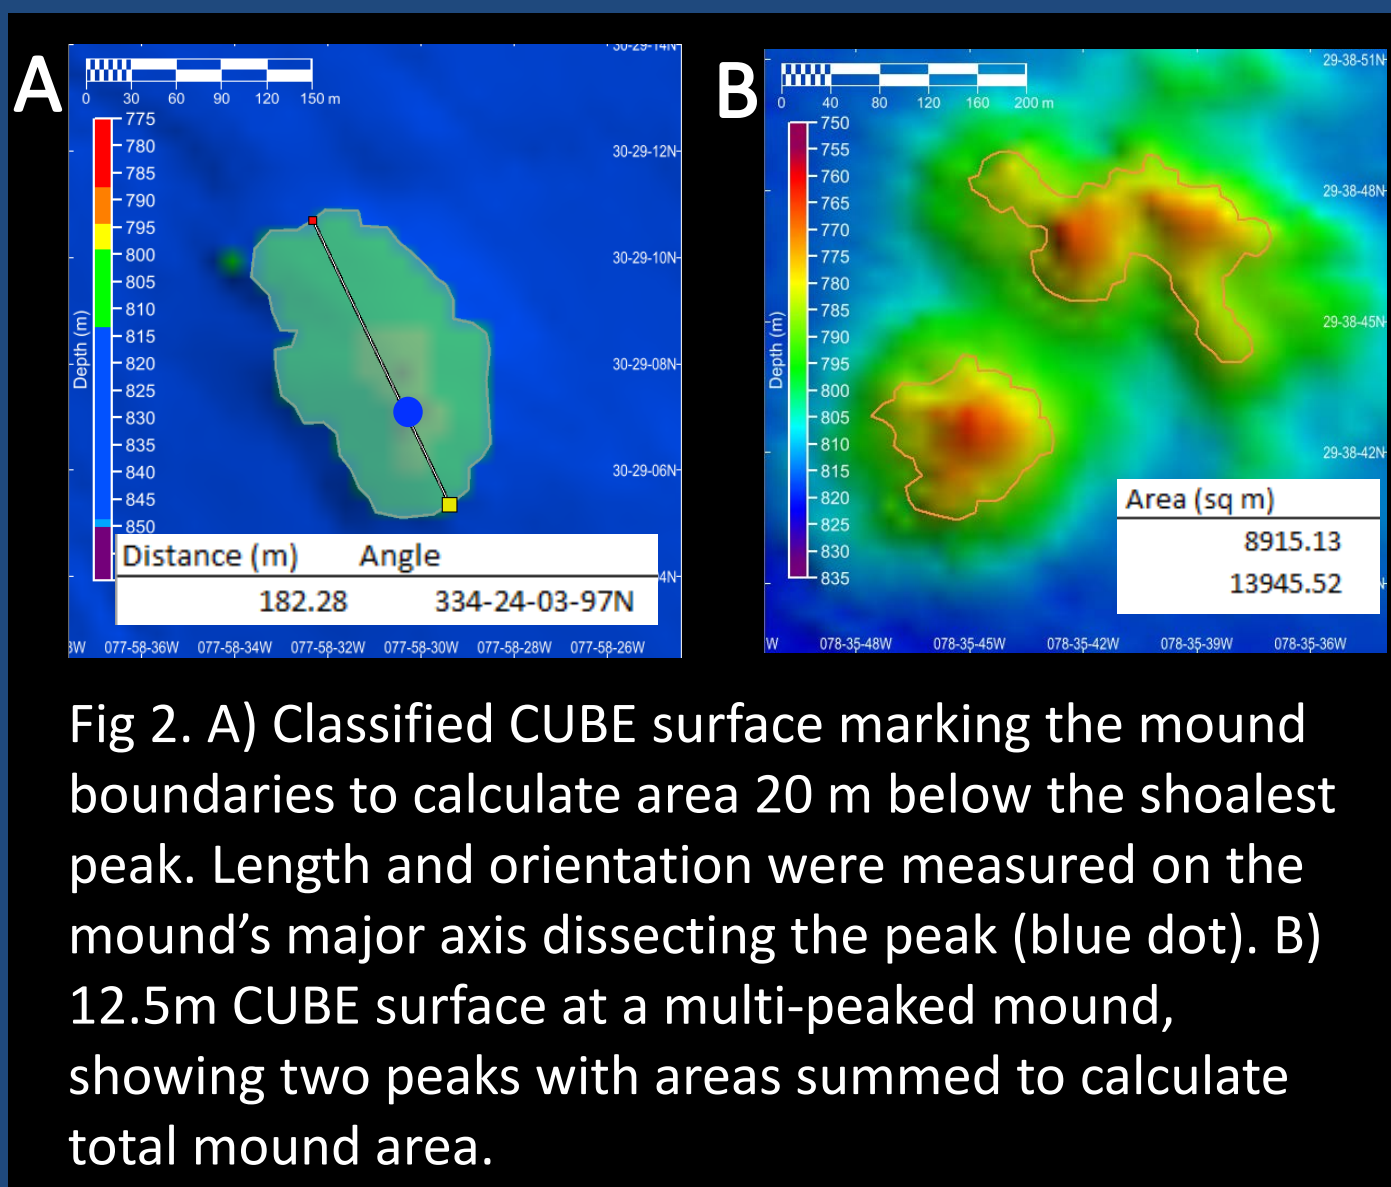 A
0 30 60 90 120 150 m
Depth (m)
775
780
785
790
795
800
805
810
815
820
825
830
835
840
845
850
30-29-14N
30-29-12N
30-29-10N
30-29-08N
30-29-06N
4N
Distance (m) Angle
182.28 334-24-03-97N
3W 077-58-36W 077-58-34W 077-58-32W 077-58-30W 077-58-28W 077-58-26W
B
0 40 80 120 160 200 m
Depth (m)
750
755
760
765
770
775
780
785
790
795
800
805
810
815
820
825
830
835
29-38-51N
29-38-48N
29-38-45N
29-38-42N
N
Area (sq m)
8915.13
13945.52
W 078-35-48W 078-35-45W 078-35-42W 078-35-39W 078-35-36W
Fig 2. A) Classified CUBE surface marking the mound
boundaries to calculate area 20 m below the shoalest
peak. Length and orientation were measured on the
mound’s major axis dissecting the peak (blue dot). B)
12.5m CUBE surface at a multi-peaked mound,
showing two peaks with areas summed to calculate
total mound area.